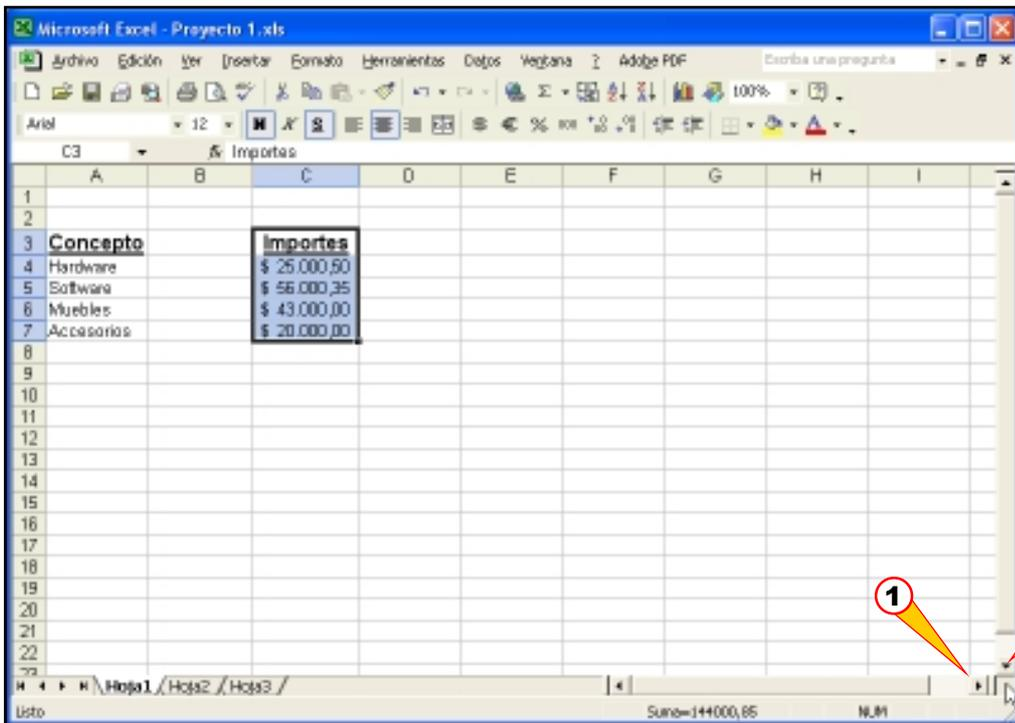 Microsoft Excel - Proyecto 1.xls
Archivo Edición Ver Insertar Formato Herramientas Datos Ventana ? Adobe PDF Escriba una pregunta
100%
Arial 12 N K S € % 000
C3 fx Importes
A B C D E F G H I
1
2
3 Concepto Importes
4 Hardware $ 25.000,50
5 Software $ 56.000,35
6 Muebles $ 43.000,00
7 Accesorios $ 20.000,00
8
9
10
11
12
13
14
15
16
17
18
19
1
20
21
22
23
Hoja1 Hoja2 Hoja3
Listo Suma=144000,85 NUM